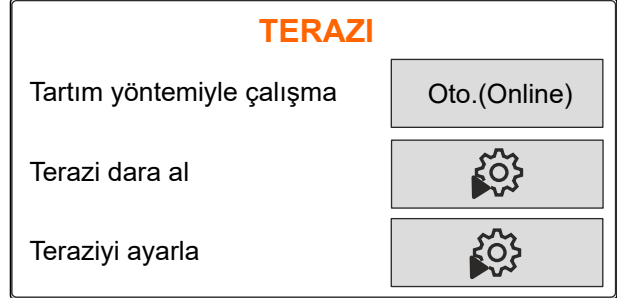 TERAZI
Tartım yöntemiyle çalışma
Oto.(Online)
Terazi dara al
Teraziyi ayarla